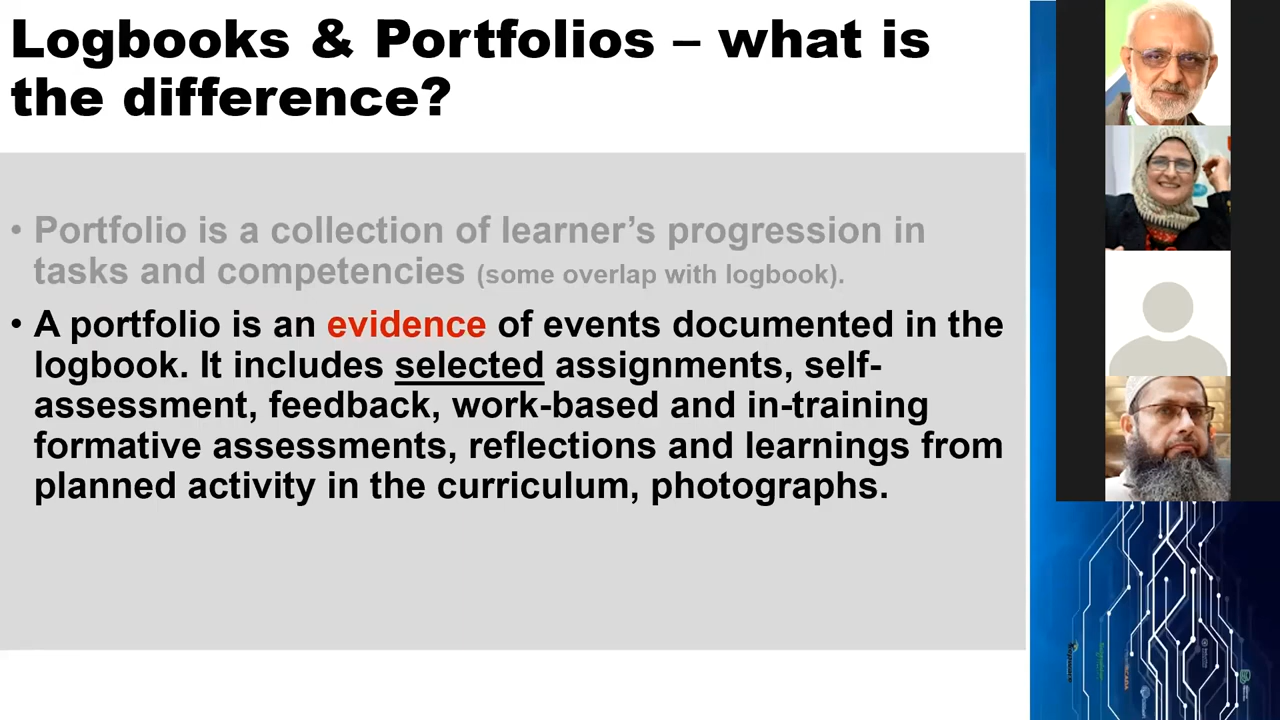 Logbooks & Portfolios – what is
the difference?
• Portfolio is a collection of learner’s progression in
tasks and competencies (some overlap with logbook).
• A portfolio is an evidence of events documented in the
logbook. It includes selected assignments, self-
assessment, feedback, work-based and in-training
formative assessments, reflections and learnings from
planned activity in the curriculum, photographs.